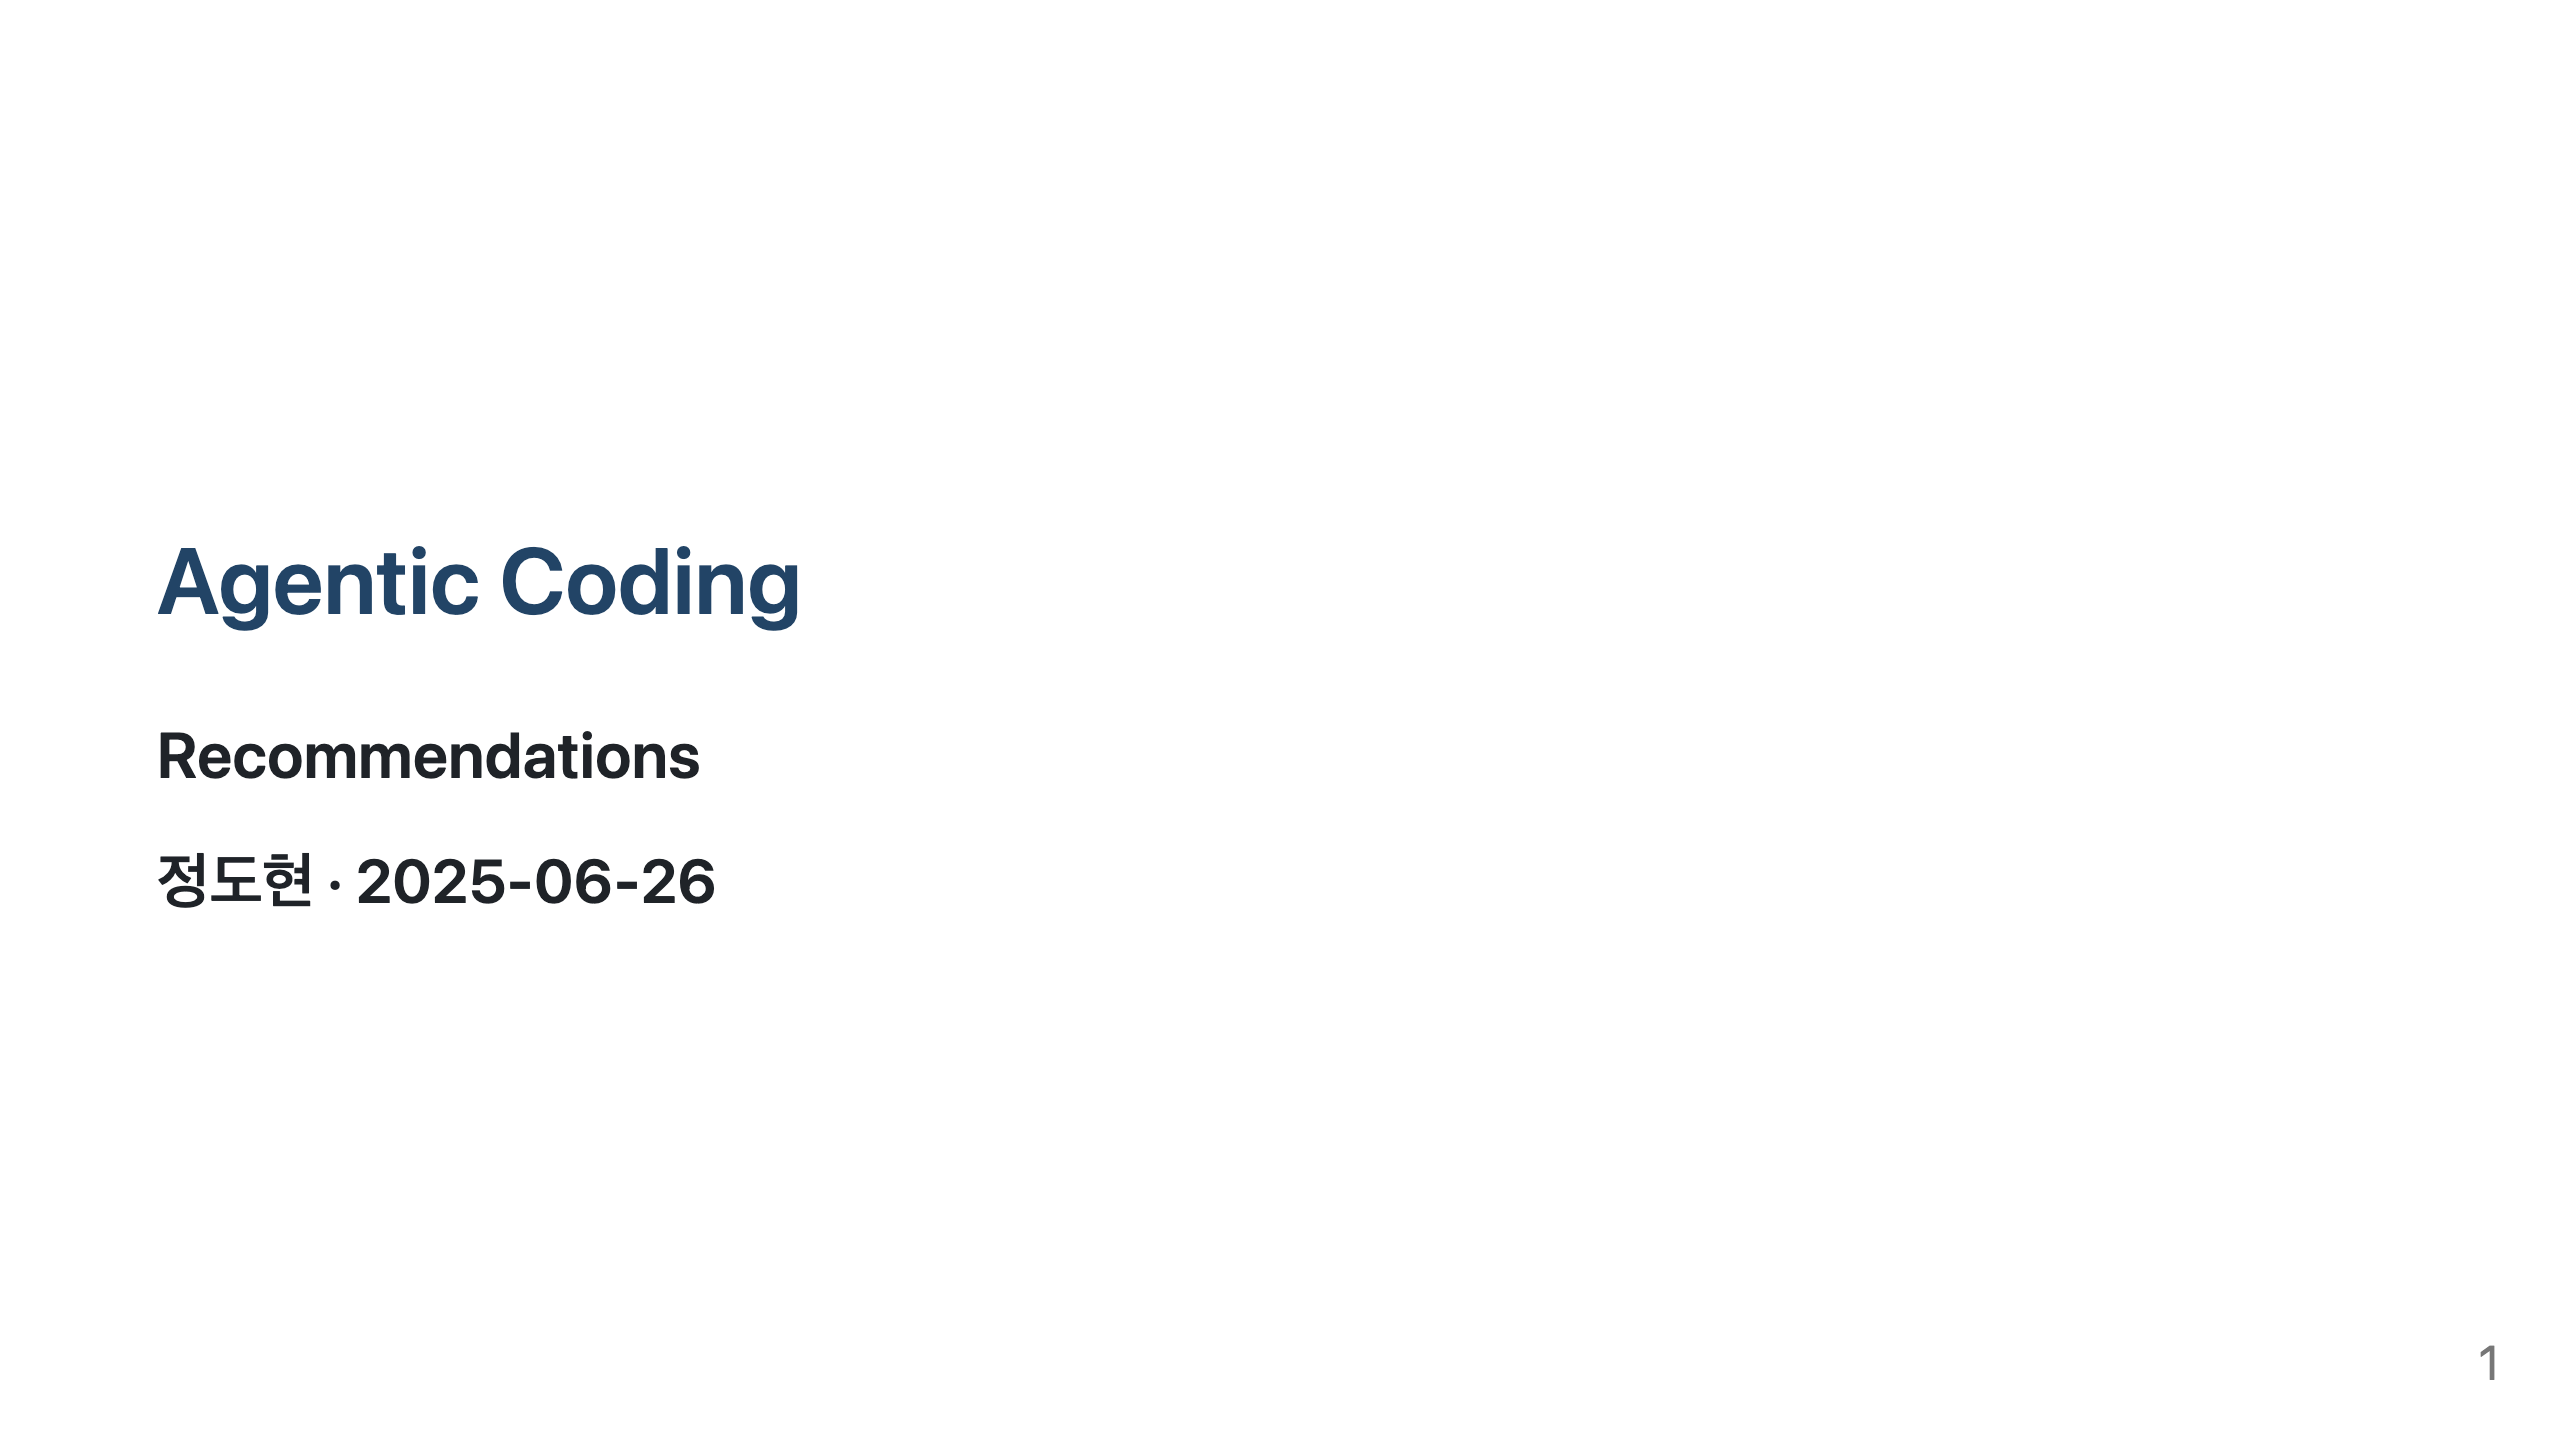 Agentic Coding
Recommendations
정도현 · 2025-06-26
1